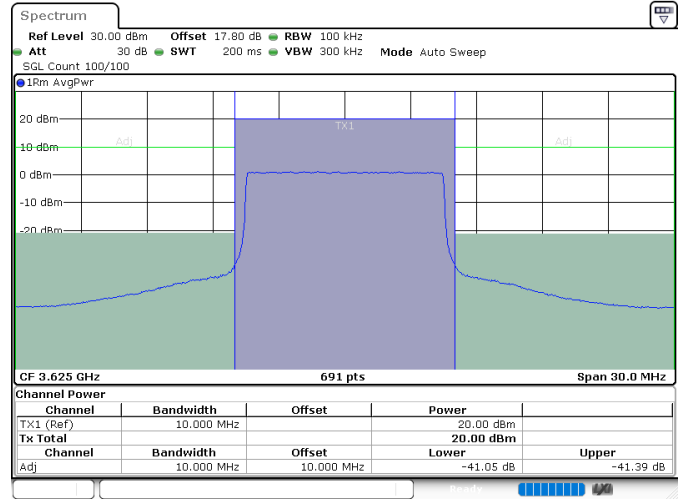 Spectrum
Ref Level 30.00 dBm Offset 17.80 dB RBW 100 kHz
Att 30 dB SWT 200 ms VBW 300 kHz Mode Auto Sweep
SGL Count 100/100
1Rm AvgPwr
20 dBm
TX1
Adj Adj
10 dBm
0 dBm
-10 dBm
-20 dBm
CF 3.625 GHz 691 pts Span 30.0 MHz
Channel Power
Channel Bandwidth Offset Power
TX1 (Ref) 10.000 MHz 20.00 dBm
Tx Total 20.00 dBm
Channel Bandwidth Offset Lower Upper
Adj 10.000 MHz 10.000 MHz -41.05 dB -41.39 dB
Ready